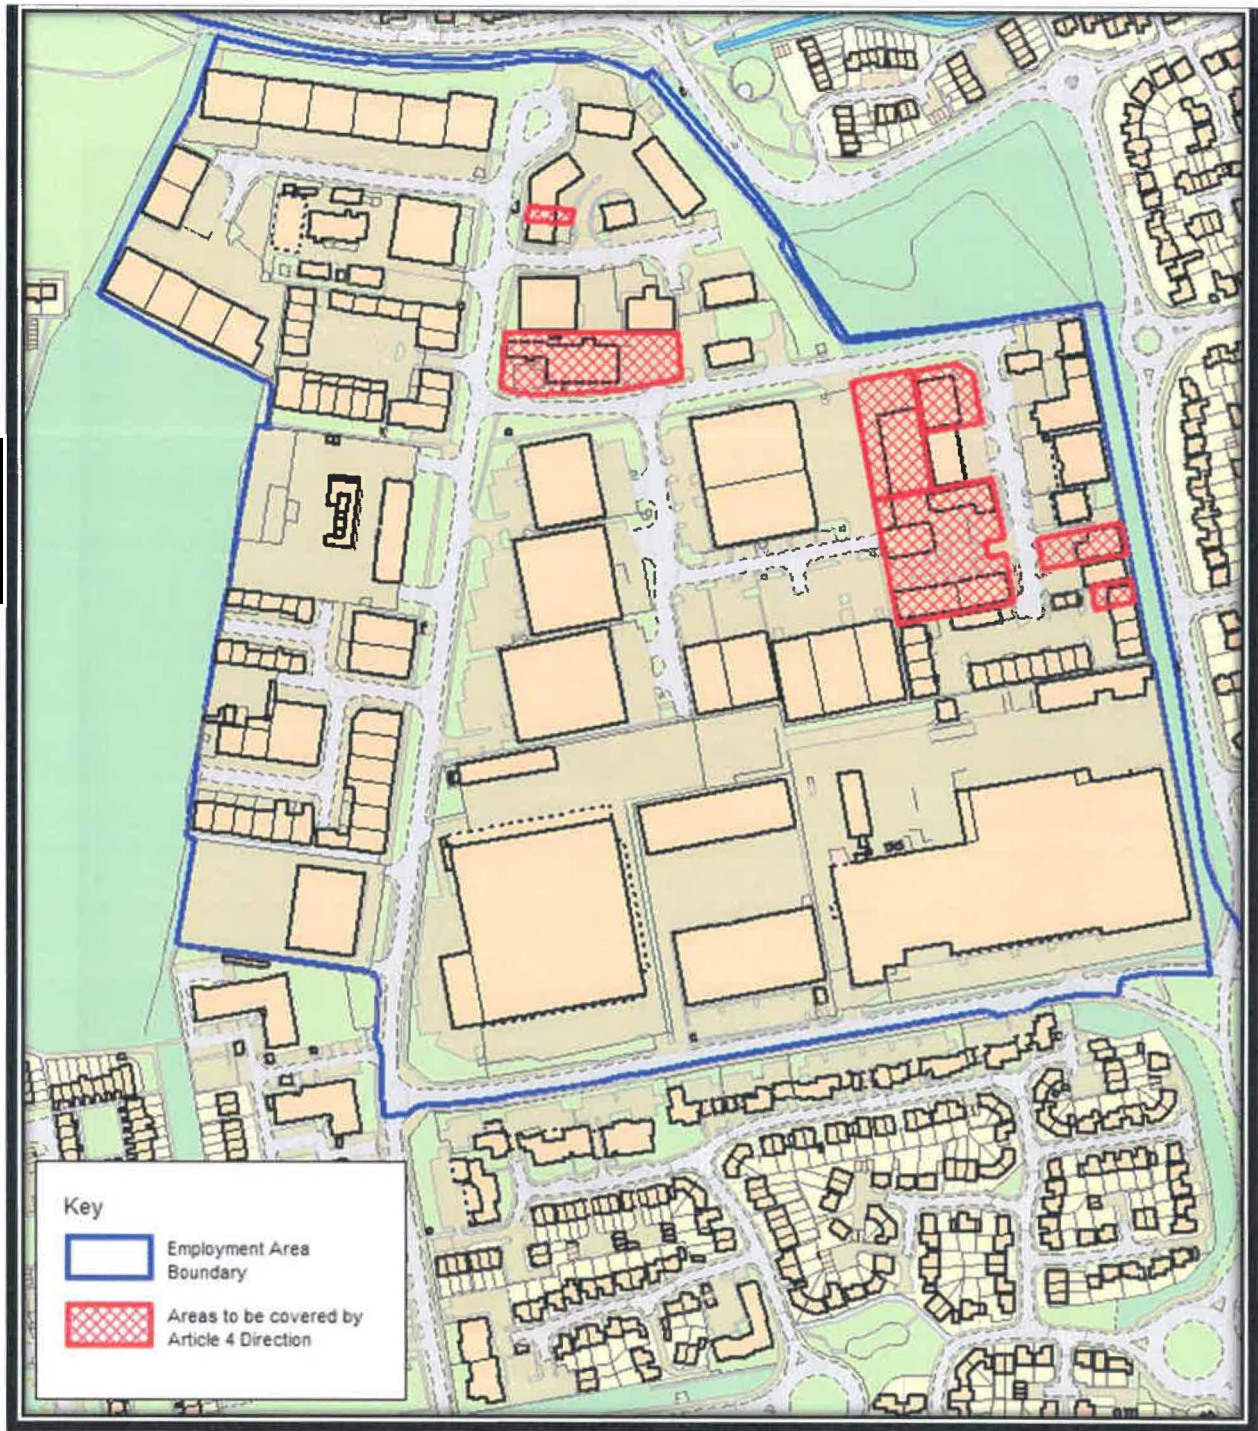 Key
Employment Area
Boundary
Areas to be covered by
Article 4 Direction